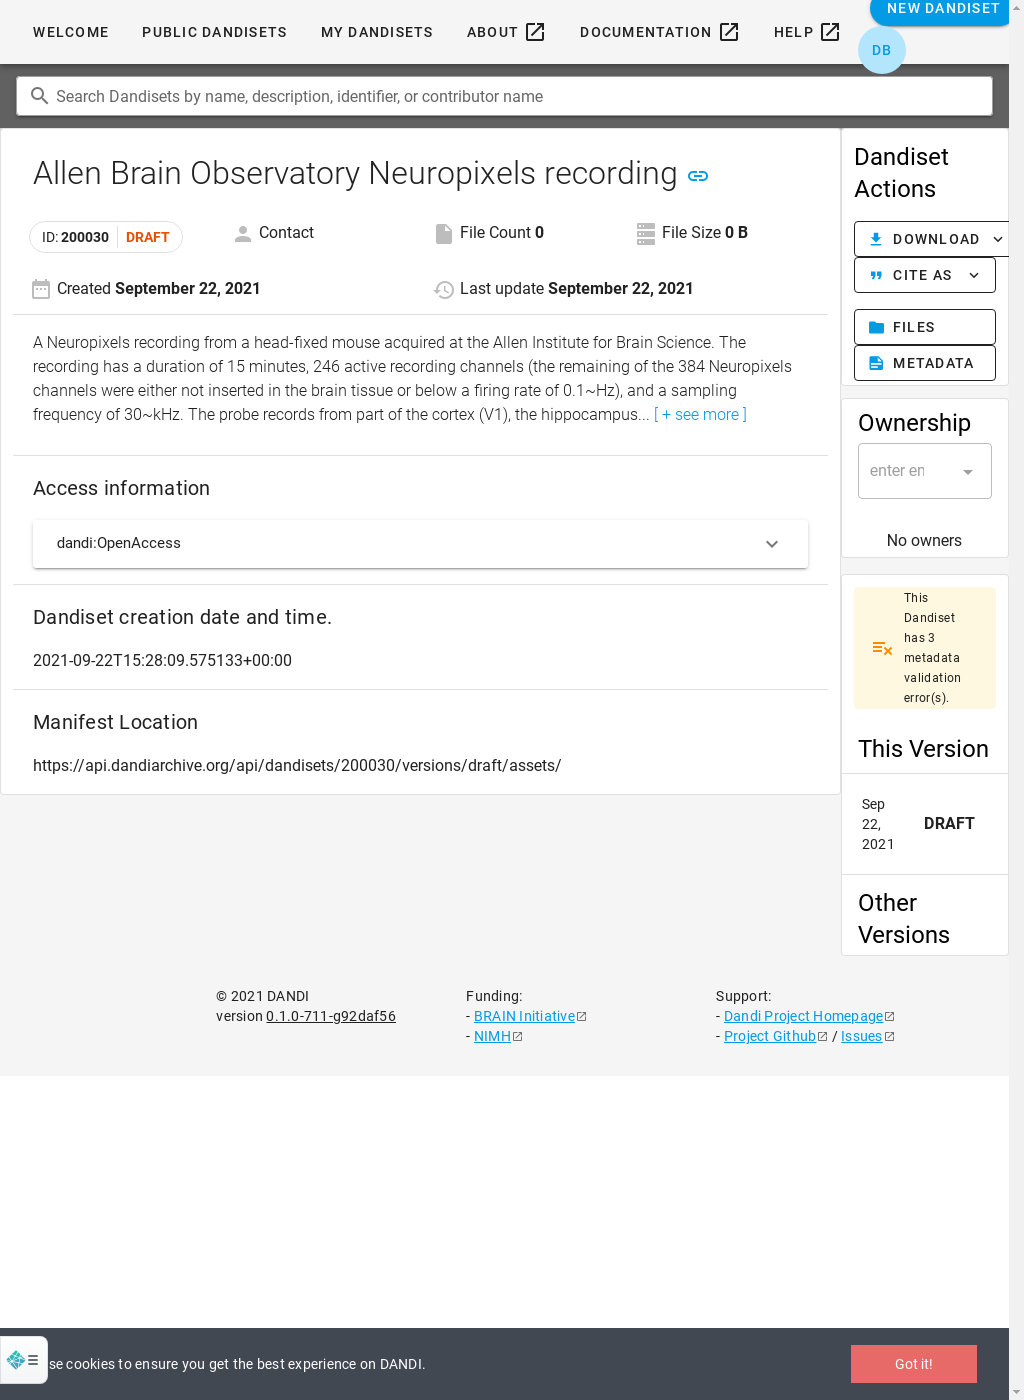 NEW DANDISET
WELCOME PUBLIC DANDISETS MY DANDISETS ABOUT DOCUMENTATION HELP
DB
Search Dandisets by name, description, identifier, or contributor name
Allen Brain Observatory Neuropixels recording
ID: 200030 DRAFT
Contact
File Count 0
File Size 0 B
Created September 22, 2021
Last update September 22, 2021
A Neuropixels recording from a head-fixed mouse acquired at the Allen Institute for Brain Science. The
recording has a duration of 15 minutes, 246 active recording channels (the remaining of the 384 Neuropixels
channels were either not inserted in the brain tissue or below a firing rate of 0.1~Hz), and a sampling
frequency of 30~kHz. The probe records from part of the cortex (V1), the hippocampus... [ + see more ]
Access information
dandi:OpenAccess
Dandiset creation date and time.
2021-09-22T15:28:09.575133+00:00
Manifest Location
https://api.dandiarchive.org/api/dandisets/200030/versions/draft/assets/
Dandiset
Actions
DOWNLOAD
CITE AS
FILES
METADATA
Ownership
enter en
No owners
This
Dandiset
has 3
metadata
validation
error(s).
This Version
Sep
22,
2021
DRAFT
Other
Versions
© 2021 DANDI
version 0.1.0-711-g92daf56
Funding:
- BRAIN Initiative
- NIMH
Support:
- Dandi Project Homepage
- Project Github / Issues
se cookies to ensure you get the best experience on DANDI.
Got it!